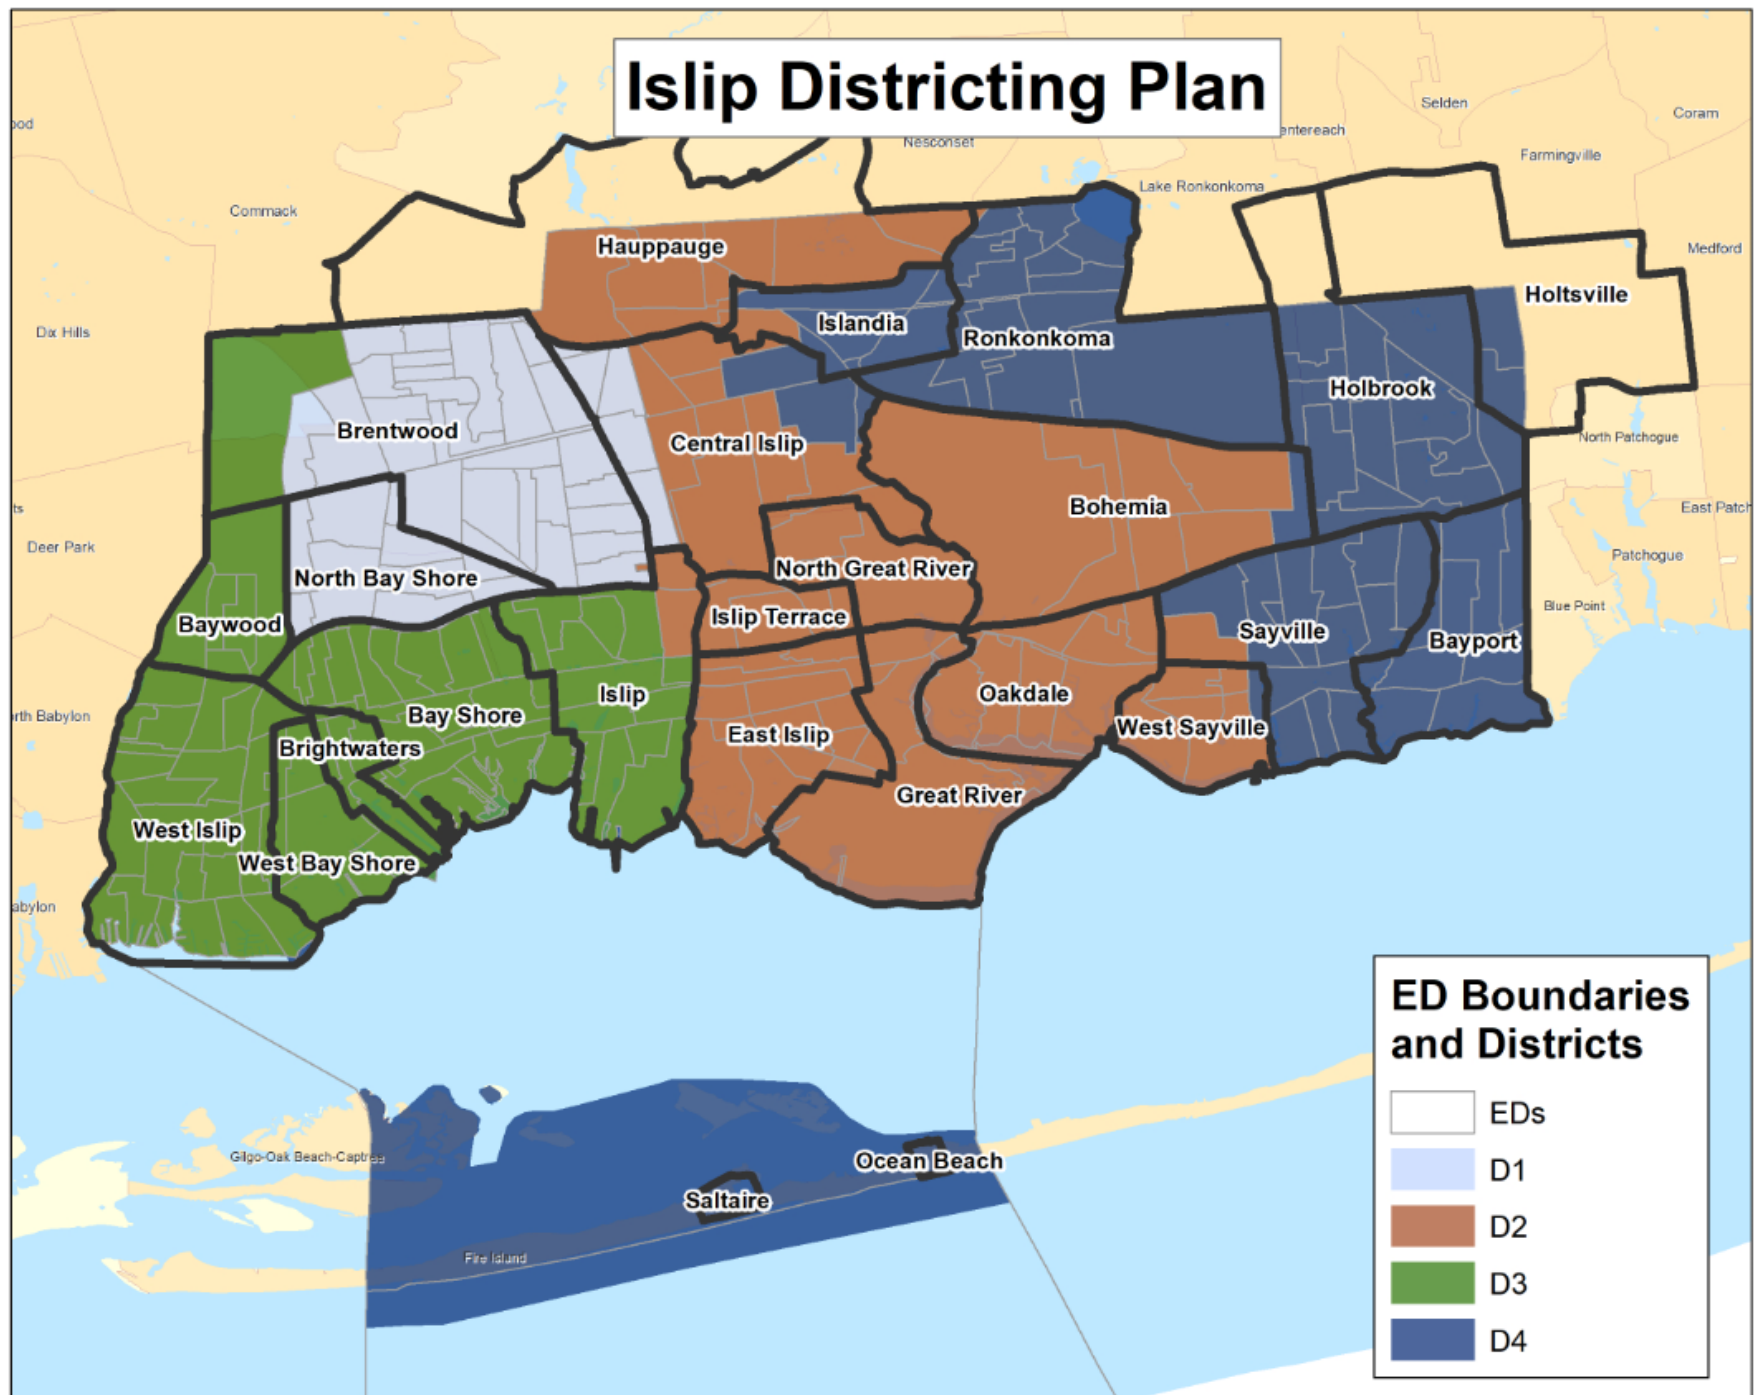 Islip Districting Plan
Selden
Coram
ood
entereach
Nesconset
Farmingville
Lake Ronkonkoma
Commack
Hauppauge
Medford
Holtsville
Dix Hills
Islandia
Ronkonkoma
Holbrook
Brentwood
Central Islip
North Patchogue
ts
Bohemia
East Patch
Deer Park
Patchogue
North Great River
North Bay Shore
Blue Point
Islip Terrace
Baywood
Sayville
Bayport
Islip
Oakdale
rth Babylon
Bay Shore
West Sayville
East Islip
Brightwaters
Great River
West Islip
West Bay Shore
abylon
ED Boundaries
and Districts
EDs
Gilgo-Oak Beach-Captree
Ocean Beach
D1
Saltaire
D2
Fire Island
D3
D4